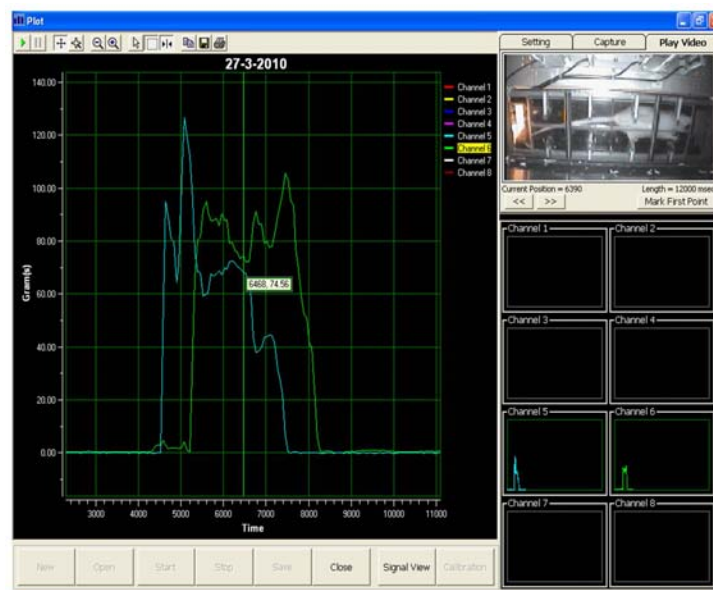 Plot
27-3-2010
140.00
120.00
100.00
80.00
60.00
40.00
20.00
0.00
Gram(s)
3000 4000 5000 6000 7000 8000 9000 10000 11000
Time
6468, 74.56
Channel 1
Channel 2
Channel 3
Channel 4
Channel 5
Channel 6
Channel 7
Channel 8
New Open Start Stop Save Close Signal View Calibration
Setting Capture Play Video
Current Position = 6390 Length = 12000 msec
<< >> Mark First Point
Channel 1 Channel 2
Channel 3 Channel 4
Channel 5 Channel 6
Channel 7 Channel 8